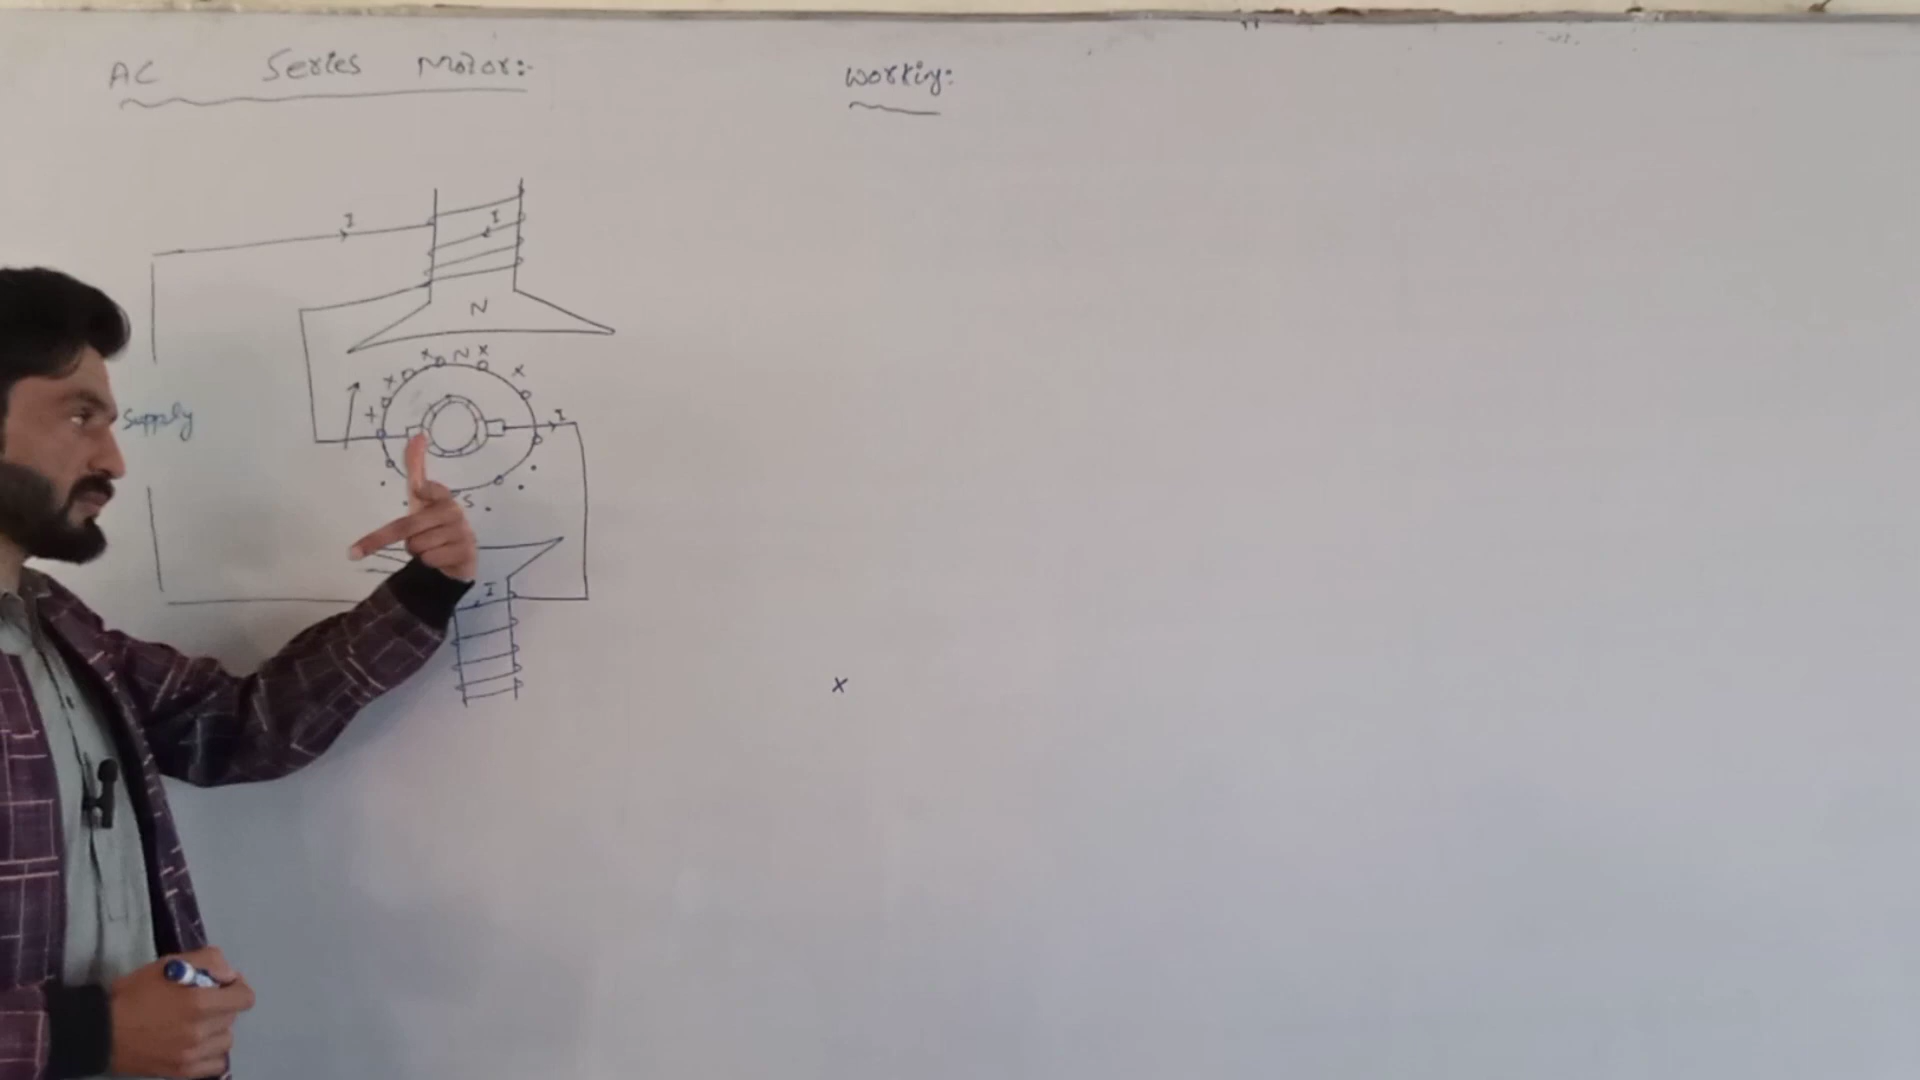 AC Series Motor:-
Working:
I
I
N
x N x
x
x
+
I
Supply
S
I
x